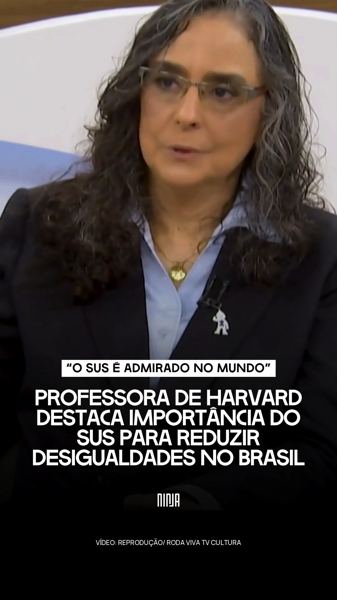 “O SUS É ADMIRADO NO MUNDO”
PROFESSORA DE HARVARD
DESTACA IMPORTÂNCIA DO
SUS PARA REDUZIR
DESIGUALDADES NO BRASIL
NINJA
VÍDEO: REPRODUÇÃO/ RODA VIVA TV CULTURA